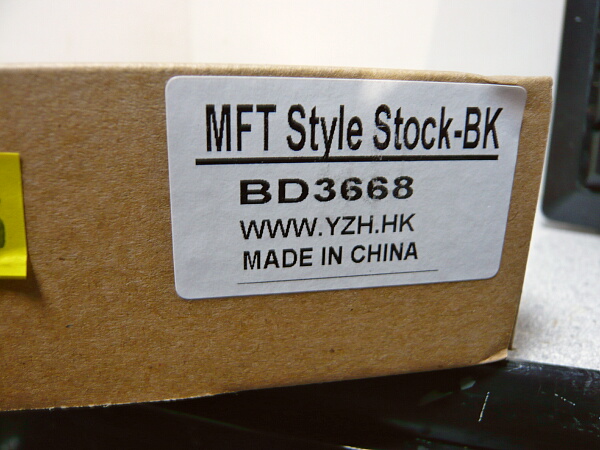 MFT Style Stock-BK
BD3668
WWW.YZH.HK
MADE IN CHINA